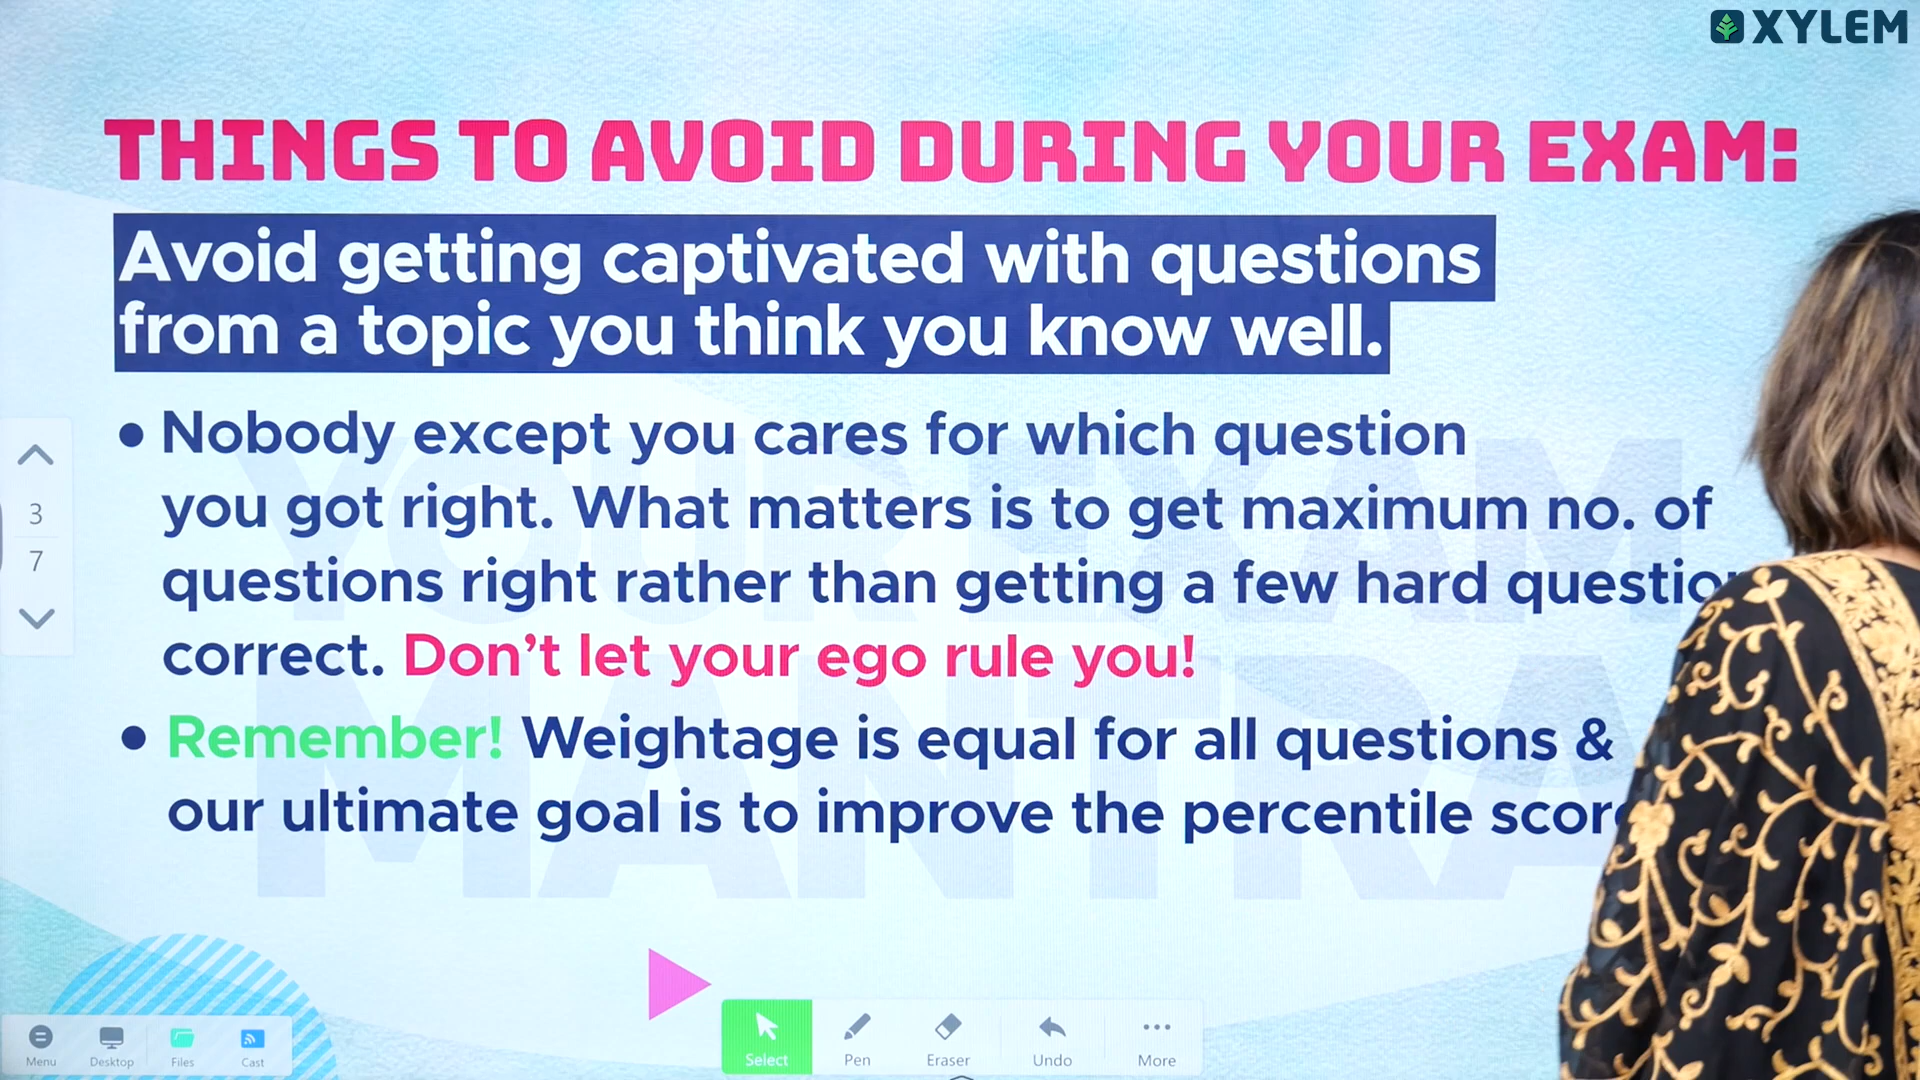 XYLEM
THINGS TO AVOID DURING YOUR EXAM:
Avoid getting captivated with questions
from a topic you think you know well.
• Nobody except you cares for which question
you got right. What matters is to get maximum no. of
questions right rather than getting a few hard
correct. Don't let your ego rule you!
• Remember! Weightage is equal for all questions &
our ultimate goal is to improve the percentile
YOUR EXAM
MANTRA
3
7
Menu
Desktop
Files
Cast
Select
Pen
Eraser
Undo
More